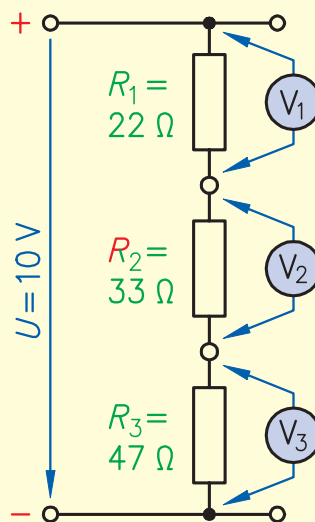 +
R₁ =
22 Ω
V₁
U = 10 V
R₂ =
33 Ω
V₂
R₃ =
47 Ω
V₃
−